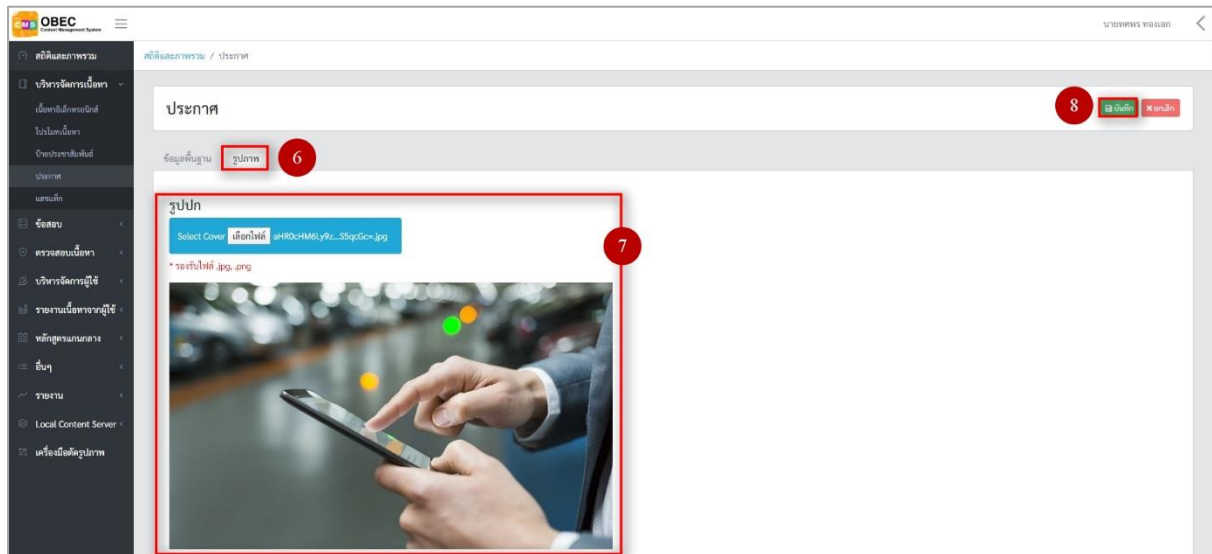 CMS OBEC
Content Management System
นายทศพร ทองเอก
สถิติและภาพรวม
บริหารจัดการเนื้อหา
เนื้อหาอิเล็กทรอนิกส์
โปรโมทเนื้อหา
ป้ายประชาสัมพันธ์
ประกาศ
แฮชแท็ก
ข้อสอบ
ตรวจสอบเนื้อหา
บริหารจัดการผู้ใช้
รายงานเนื้อหาจากผู้ใช้
หลักสูตรแกนกลาง
อื่นๆ
รายงาน
Local Content Server
เครื่องมือตัดรูปภาพ
สถิติและภาพรวม / ประกาศ
ประกาศ
8 บันทึก ยกเลิก
ข้อมูลพื้นฐาน รูปภาพ 6
รูปปก
Select Cover เลือกไฟล์ aHR0cHM6Ly9z...S5qcGc=.jpg
7
* รองรับไฟล์ .jpg, .png